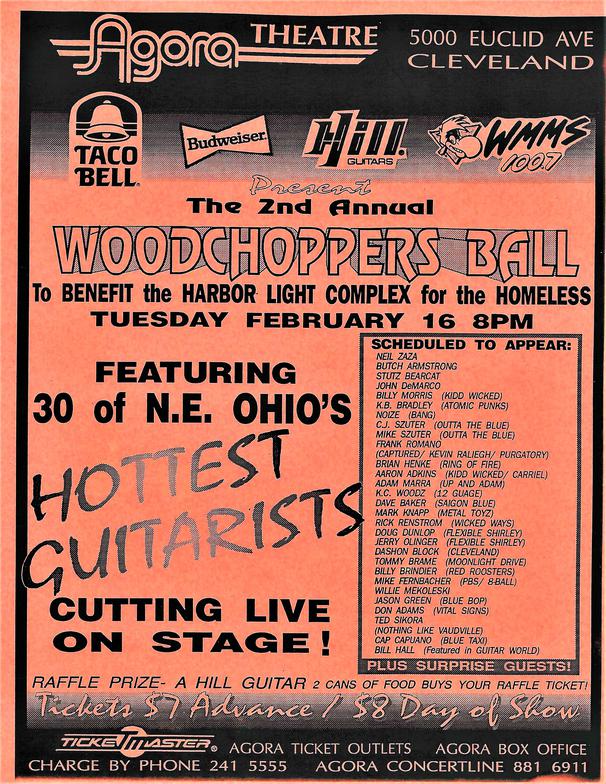 Agora THEATRE
5000 EUCLID AVE
CLEVELAND
TACO
BELL®
Budweiser
Hill
GUITARS
WMMS
100.7
Present
The 2nd Annual
WOODCHOPPERS BALL
To BENEFIT the HARBOR LIGHT COMPLEX for the HOMELESS
TUESDAY FEBRUARY 16 8PM
FEATURING
30 of N.E. OHIO'S
HOTTEST
GUITARISTS
CUTTING LIVE
ON STAGE!
SCHEDULED TO APPEAR:
NEIL ZAZA
BUTCH ARMSTRONG
STUTZ BEARCAT
JOHN DeMARCO
BILLY MORRIS (KIDD WICKED)
K.B. BRADLEY (ATOMIC PUNKS)
NOIZE (BANG)
C.J. SZUTER (OUTTA THE BLUE)
MIKE SZUTER (OUTTA THE BLUE)
FRANK ROMANO
(CAPTURED/ KEVIN RALIEGH/ PURGATORY)
BRIAN HENKE (RING OF FIRE)
AARON ADKINS (KIDD WICKED/ CARRIEL)
ADAM MARRA (UP AND ADAM)
K.C. WOODZ (12 GUAGE)
DAVE BAKER (SAIGON BLUE)
MARK KNAPP (METAL TOYZ)
RICK RENSTROM (WICKED WAYS)
DOUG DUNLOP (FLEXIBLE SHIRLEY)
JERRY OLINGER (FLEXIBLE SHIRLEY)
DASHON BLOCK (CLEVELAND)
TOMMY BRAME (MOONLIGHT DRIVE)
BILLY BRINDIER (RED ROOSTERS)
MIKE FERNBACHER (PBS/ 8-BALL)
WILLIE MEKOLESKI
JASON GREEN (BLUE BOP)
DON ADAMS (VITAL SIGNS)
TED SIKORA
(NOTHING LIKE VAUDVILLE)
CAP CAPUANO (BLUE TAXI)
BILL HALL (Featured in GUITAR WORLD)
PLUS SURPRISE GUESTS!
RAFFLE PRIZE- A HILL GUITAR 2 CANS OF FOOD BUYS YOUR RAFFLE TICKET!
Tickets $7 Advance / $8 Day of Show
TICKETMASTER® AGORA TICKET OUTLETS AGORA BOX OFFICE
CHARGE BY PHONE 241 5555 AGORA CONCERTLINE 881 6911